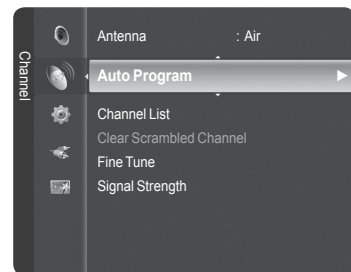 Channel
Antenna : Air
Auto Program
Channel List
Clear Scrambled Channel
Fine Tune
Signal Strength